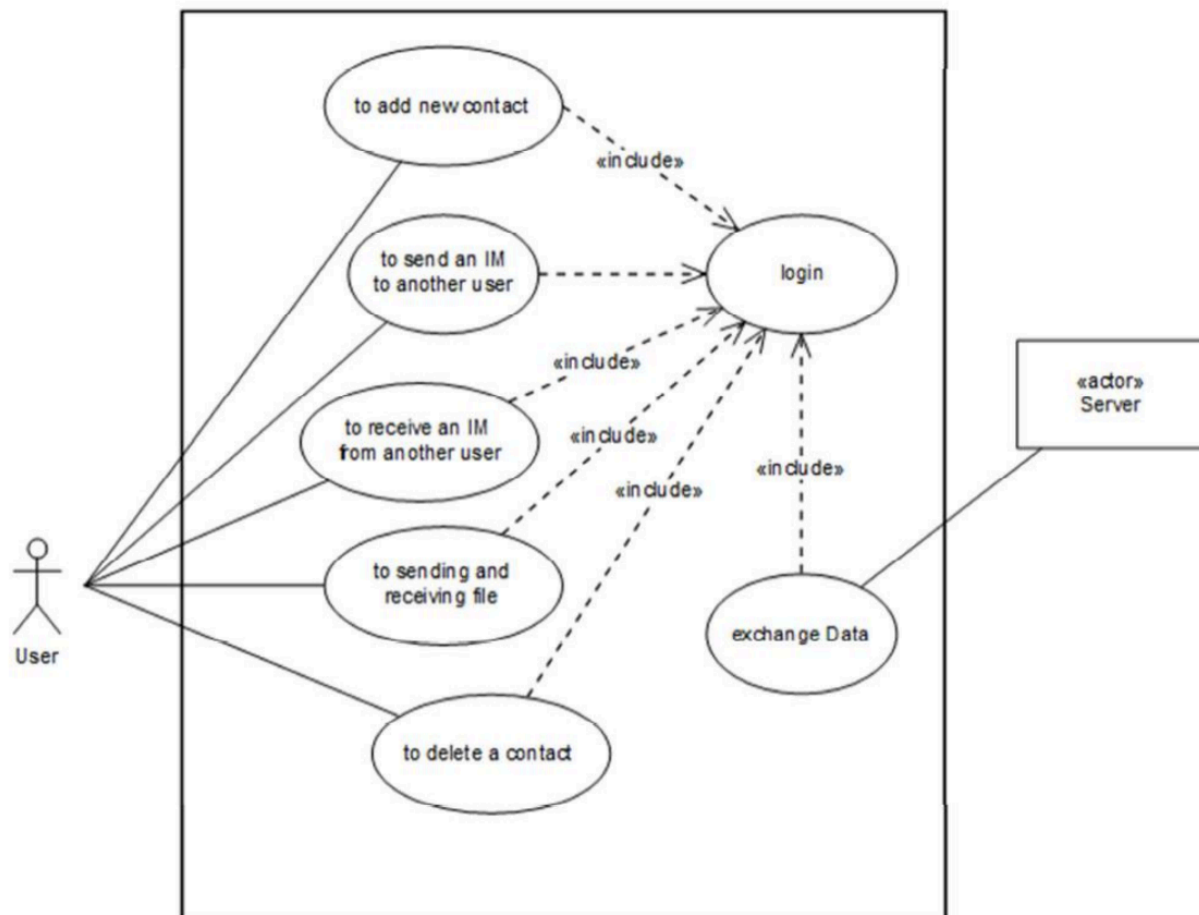 to add new contact
«include»
to send an IM
to another user
login
«include»
«actor»
Server
to receive an IM
from another user
«include»
«include»
«include»
to sending and
receiving file
exchange Data
User
to delete a contact